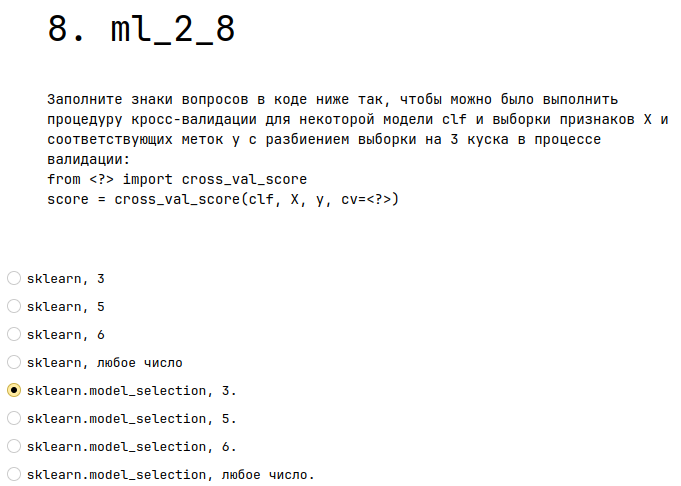 8. ml_2_8
Заполните знаки вопросов в коде ниже так, чтобы можно было выполнить
процедуру кросс-валидации для некоторой модели clf и выборки признаков X и
соответствующих меток y с разбиением выборки на 3 куска в процессе
валидации:
from <?> import cross_val_score
score = cross_val_score(clf, X, y, cv=<?>)
sklearn, 3
sklearn, 5
sklearn, 6
sklearn, любое число
sklearn.model_selection, 3.
sklearn.model_selection, 5.
sklearn.model_selection, 6.
sklearn.model_selection, любое число.